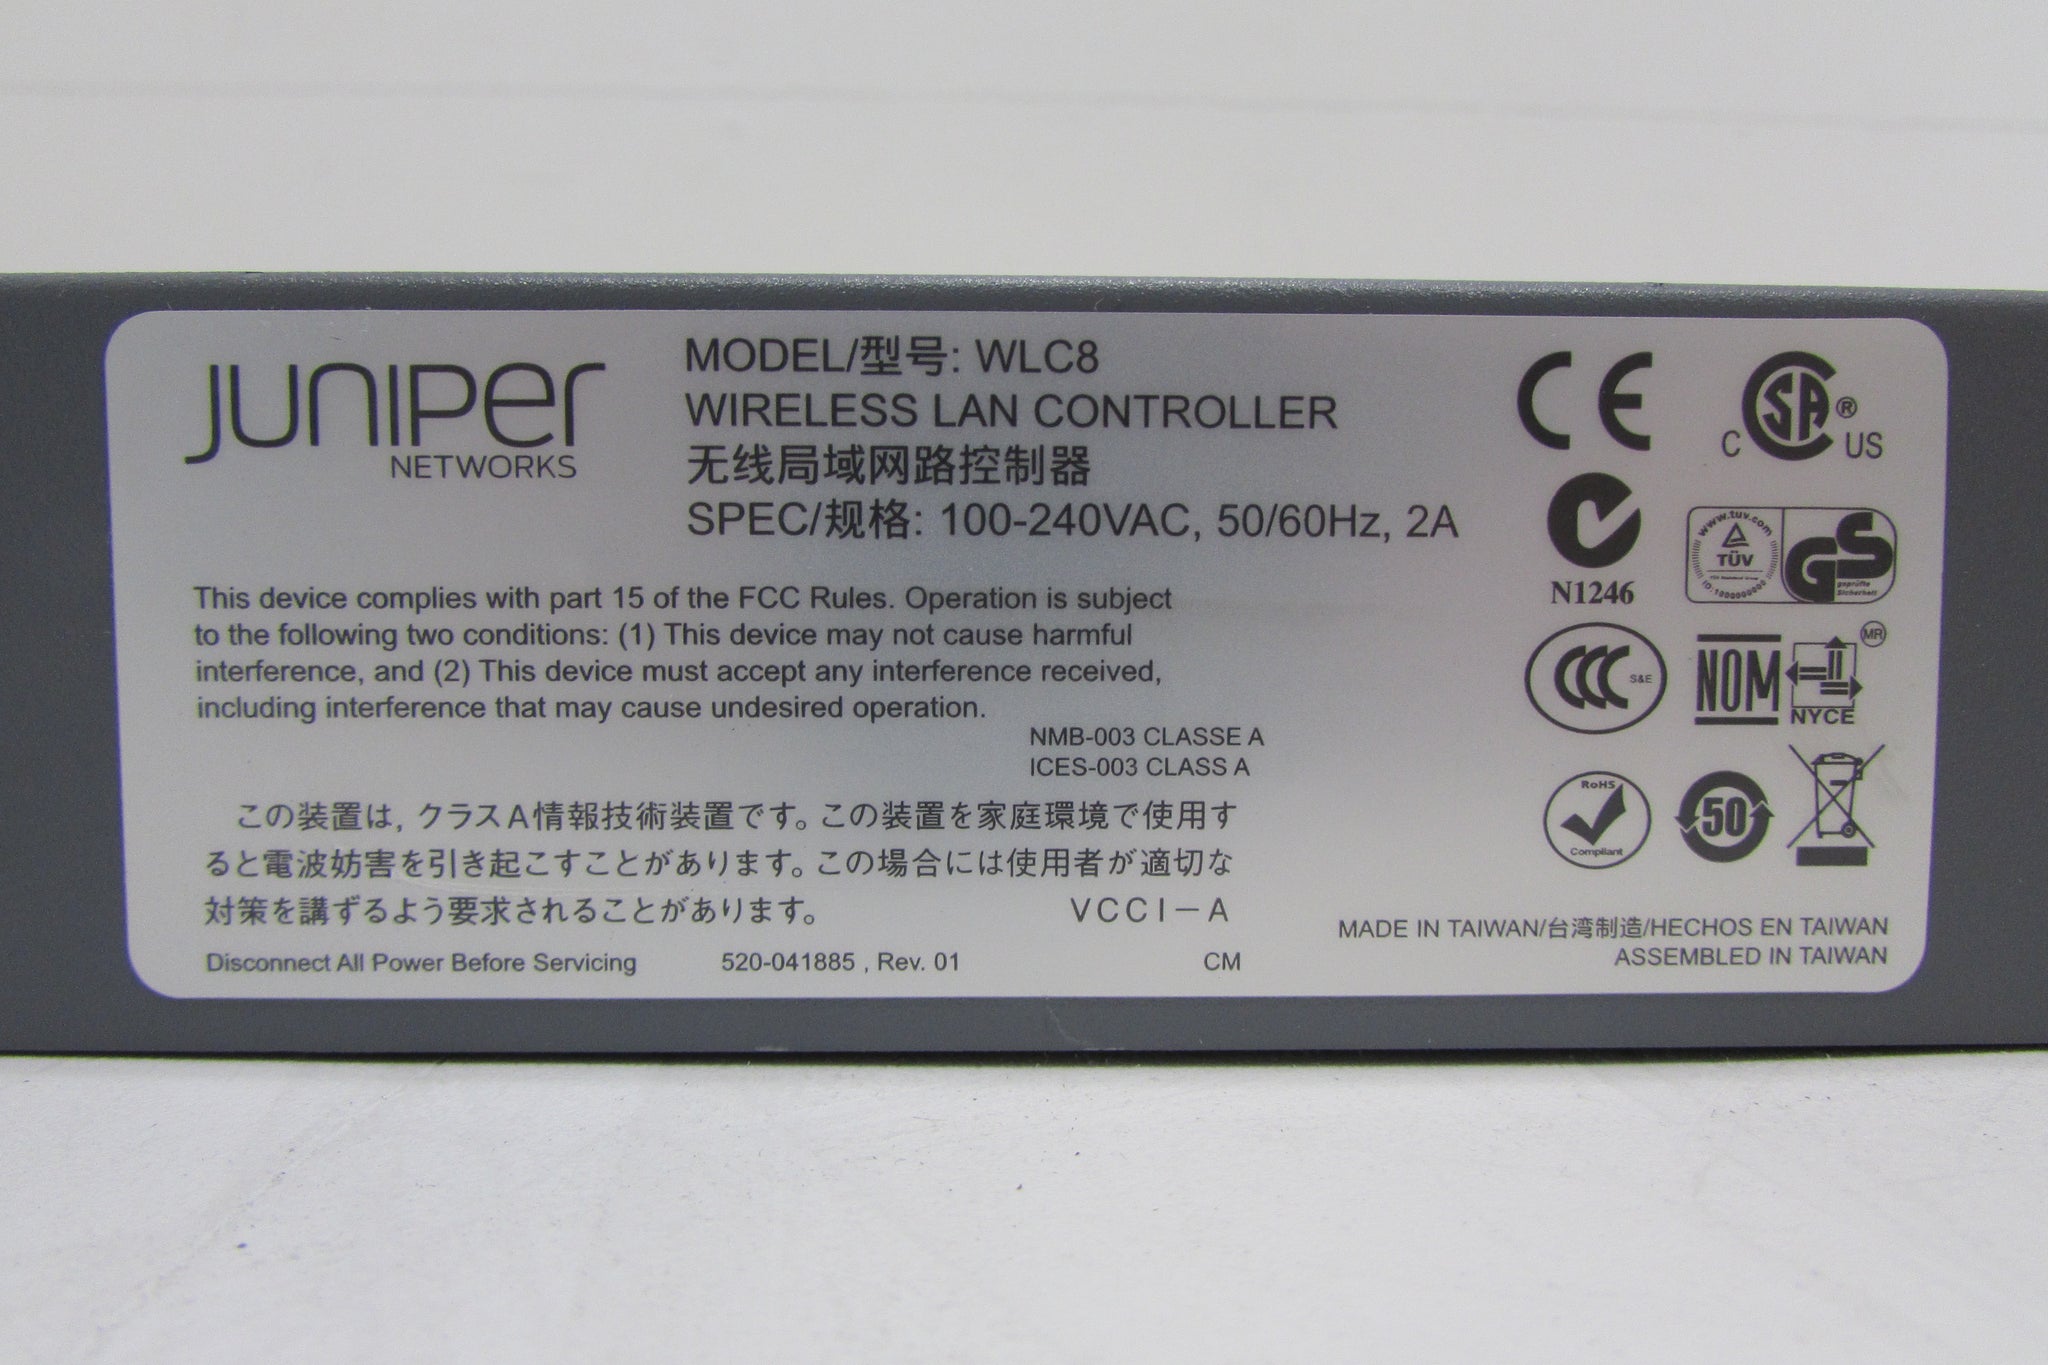 JUNIPER
NETWORKS
MODEL/型号: WLC8
WIRELESS LAN CONTROLLER
无线局域网路控制器
SPEC/规格: 100-240VAC, 50/60Hz, 2A
This device complies with part 15 of the FCC Rules. Operation is subject
to the following two conditions: (1) This device may not cause harmful
interference, and (2) This device must accept any interference received,
including interference that may cause undesired operation.
NMB-003 CLASSE A
ICES-003 CLASS A
この装置は, クラスA情報技術装置です。この装置を家庭環境で使用す
ると電波妨害を引き起こすことがあります。この場合には使用者が適切な
対策を講ずるよう要求されることがあります。
VCCI-A
Disconnect All Power Before Servicing
520-041885 , Rev. 01
CM
CE
C SA ® US
N1246
www.tuv.com
TÜV
GS
geprüfte
Sicherheit
CCC S&E
NOM
NYCE
MR
RoHS
Compliant
50
MADE IN TAIWAN/台湾制造/HECHOS EN TAIWAN
ASSEMBLED IN TAIWAN